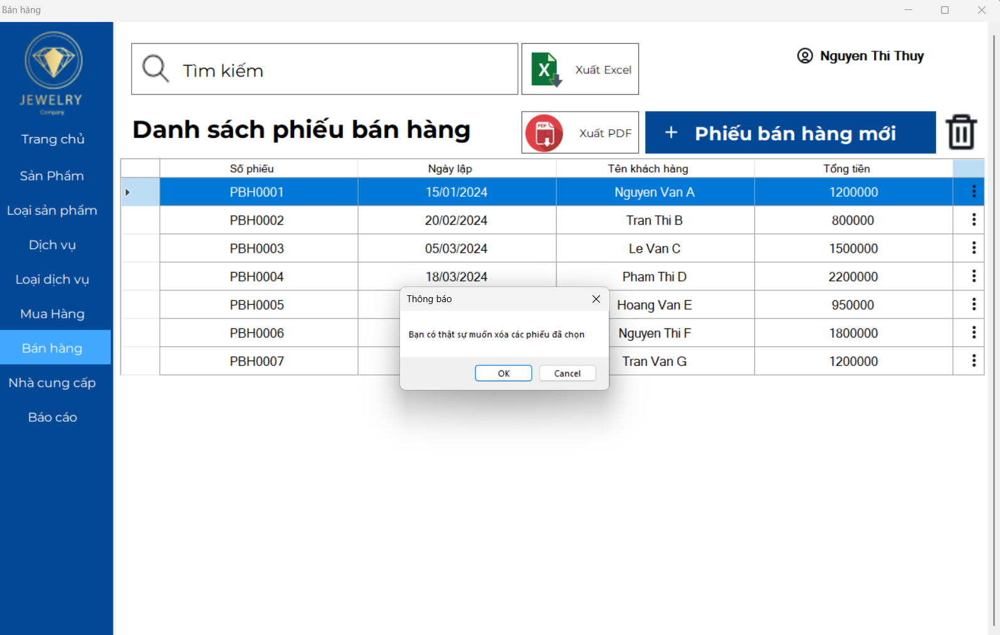 Bán hàng
JEWELRY
Company
Trang chủ
Sản Phẩm
Loại sản phẩm
Dịch vụ
Loại dịch vụ
Mua Hàng
Bán hàng
Nhà cung cấp
Báo cáo
Tìm kiếm
X Xuất Excel
Nguyen Thi Thuy
Danh sách phiếu bán hàng
PDF Xuất PDF
+ Phiếu bán hàng mới
Số phiếu Ngày lập Tên khách hàng Tổng tiền
PBH0001 15/01/2024 Nguyen Van A 1200000
PBH0002 20/02/2024 Tran Thi B 800000
PBH0003 05/03/2024 Le Van C 1500000
PBH0004 18/03/2024 Pham Thi D 2200000
PBH0005 Hoang Van E 950000
PBH0006 Nguyen Thi F 1800000
PBH0007 Tran Van G 1200000
Thông báo
Bạn có thật sự muốn xóa các phiếu đã chọn
OK Cancel